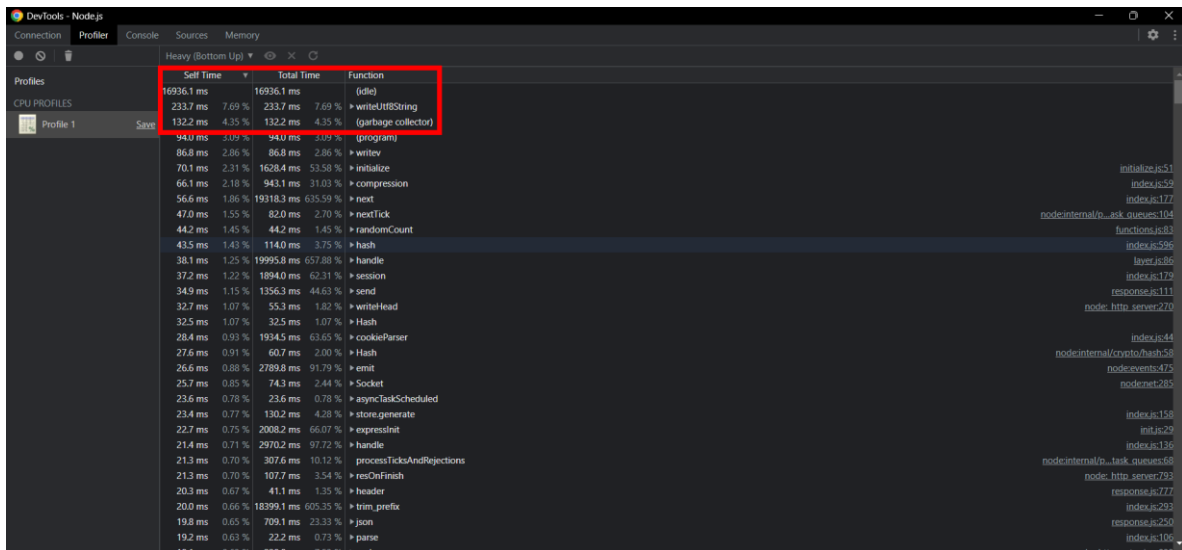 DevTools - Node.js
Connection Profiler Console Sources Memory
Heavy (Bottom Up) ▼
Profiles
CPU PROFILES
Profile 1 Save
Self Time ▼ Total Time Function
16936.1 ms 16936.1 ms (idle)
233.7 ms 7.69 % 233.7 ms 7.69 % ▶ writeUtf8String
132.2 ms 4.35 % 132.2 ms 4.35 % (garbage collector)
94.0 ms 3.09 % 94.0 ms 3.09 % (program)
86.8 ms 2.86 % 86.8 ms 2.86 % ▶ writev
70.1 ms 2.31 % 1628.4 ms 53.58 % ▶ initialize initialize.js:51
66.1 ms 2.18 % 943.1 ms 31.03 % ▶ compression index.js:59
56.6 ms 1.86 % 19318.3 ms 635.59 % ▶ next index.js:177
47.0 ms 1.55 % 82.0 ms 2.70 % ▶ nextTick node:internal/p…ask_queues:104
44.2 ms 1.45 % 44.2 ms 1.45 % ▶ randomCount functions.js:83
43.5 ms 1.43 % 114.0 ms 3.75 % ▶ hash index.js:596
38.1 ms 1.25 % 19995.8 ms 657.88 % ▶ handle layer.js:86
37.2 ms 1.22 % 1894.0 ms 62.31 % ▶ session index.js:179
34.9 ms 1.15 % 1356.3 ms 44.63 % ▶ send response.js:111
32.7 ms 1.07 % 55.3 ms 1.82 % ▶ writeHead node:_http_server:270
32.5 ms 1.07 % 32.5 ms 1.07 % ▶ Hash
28.4 ms 0.93 % 1934.5 ms 63.65 % ▶ cookieParser index.js:44
27.6 ms 0.91 % 60.7 ms 2.00 % ▶ Hash node:internal/crypto/hash:58
26.6 ms 0.88 % 2789.8 ms 91.79 % ▶ emit node:events:475
25.7 ms 0.85 % 74.3 ms 2.44 % ▶ Socket node:net:285
23.6 ms 0.78 % 23.6 ms 0.78 % ▶ asyncTaskScheduled
23.4 ms 0.77 % 130.2 ms 4.28 % ▶ store.generate index.js:158
22.7 ms 0.75 % 2008.2 ms 66.07 % ▶ expressInit init.js:29
21.4 ms 0.71 % 2970.2 ms 97.72 % ▶ handle index.js:136
21.3 ms 0.70 % 307.6 ms 10.12 % processTicksAndRejections node:internal/p…task_queues:68
21.3 ms 0.70 % 107.7 ms 3.54 % ▶ resOnFinish node:_http_server:793
20.3 ms 0.67 % 41.1 ms 1.35 % ▶ header response.js:777
20.0 ms 0.66 % 18399.1 ms 605.35 % ▶ trim_prefix index.js:293
19.8 ms 0.65 % 709.1 ms 23.33 % ▶ json response.js:250
19.2 ms 0.63 % 22.2 ms 0.73 % ▶ parse index.js:106